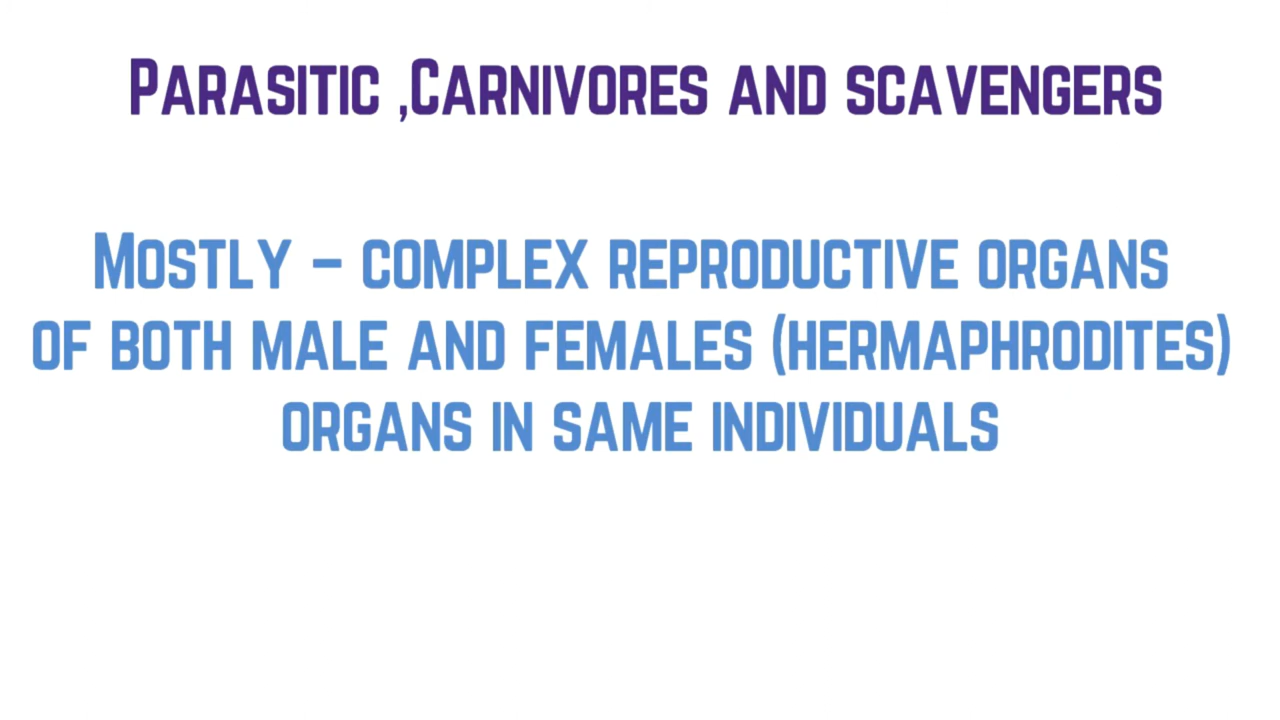 Parasitic ,Carnivores and scavengers
Mostly – complex reproductive organs
of both male and females (hermaphrodites)
organs in same individuals